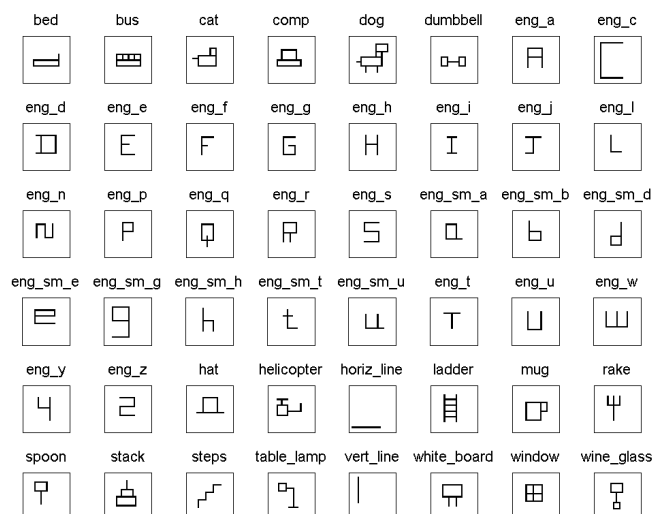 bed bus cat comp dog dumbbell eng_a eng_c
eng_d eng_e eng_f eng_g eng_h eng_i eng_j eng_l
eng_n eng_p eng_q eng_r eng_s eng_sm_a eng_sm_b eng_sm_d
eng_sm_e eng_sm_g eng_sm_h eng_sm_t eng_sm_u eng_t eng_u eng_w
eng_y eng_z hat helicopter horiz_line ladder mug rake
spoon stack steps table_lamp vert_line white_board window wine_glass